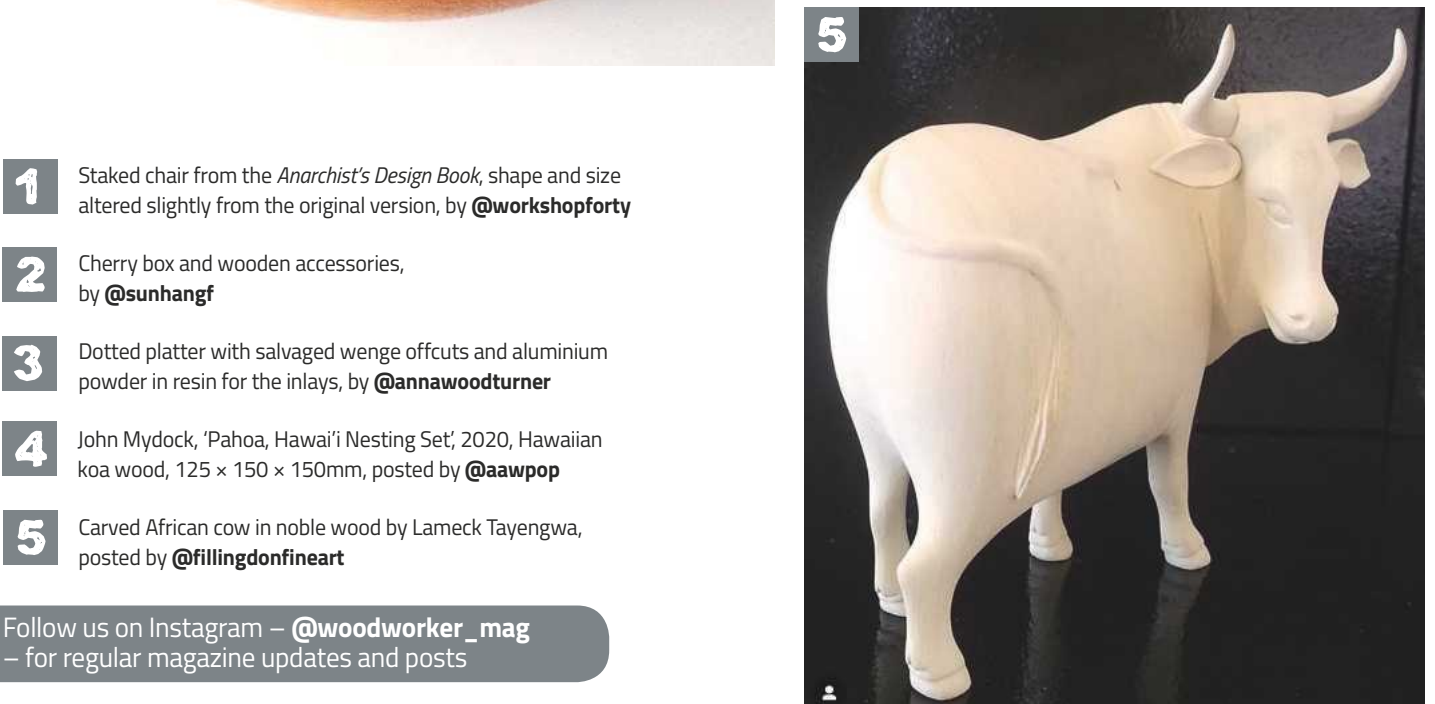 1
Staked chair from the Anarchist's Design Book, shape and size
altered slightly from the original version, by @workshopforty
2
Cherry box and wooden accessories,
by @sunhangf
3
Dotted platter with salvaged wenge offcuts and aluminium
powder in resin for the inlays, by @annawoodturner
4
John Mydock, ‘Pahoa, Hawai’i Nesting Set’, 2020, Hawaiian
koa wood, 125 × 150 × 150mm, posted by @aawpop
5
Carved African cow in noble wood by Lameck Tayengwa,
posted by @fillingdonfineart
Follow us on Instagram – @woodworker_mag
– for regular magazine updates and posts
5